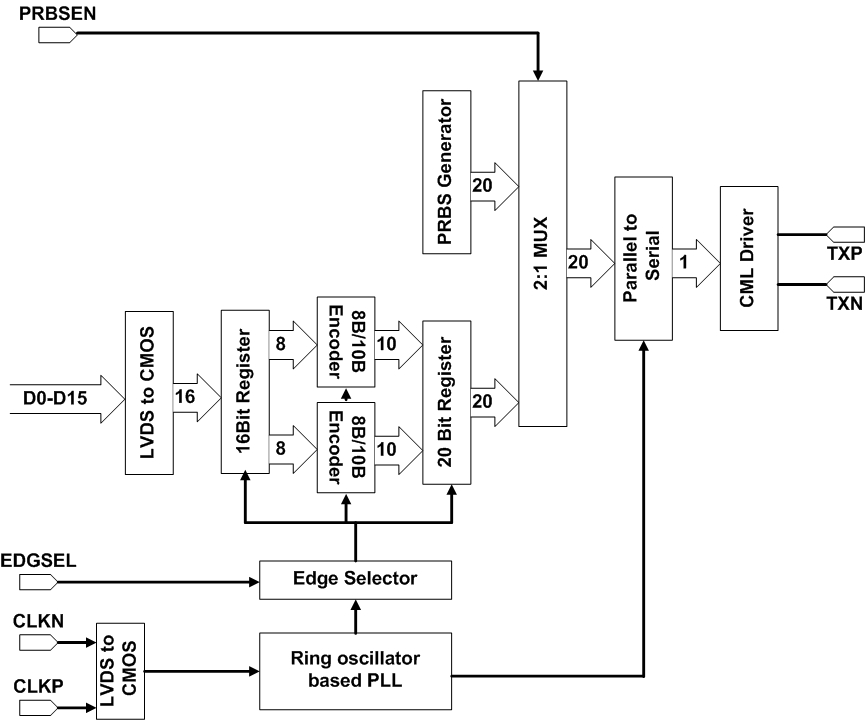 PRBSEN
PRBS Generator
20
2:1 MUX
20
Parallel to
Serial
1
CML Driver
TXP
TXN
D0-D15
LVDS to CMOS
16
16Bit Register
8
8B/10B
Encoder
10
8
8B/10B
Encoder
10
20 Bit Register
20
EDGSEL
Edge Selector
CLKN
CLKP
LVDS to
CMOS
Ring oscillator
based PLL